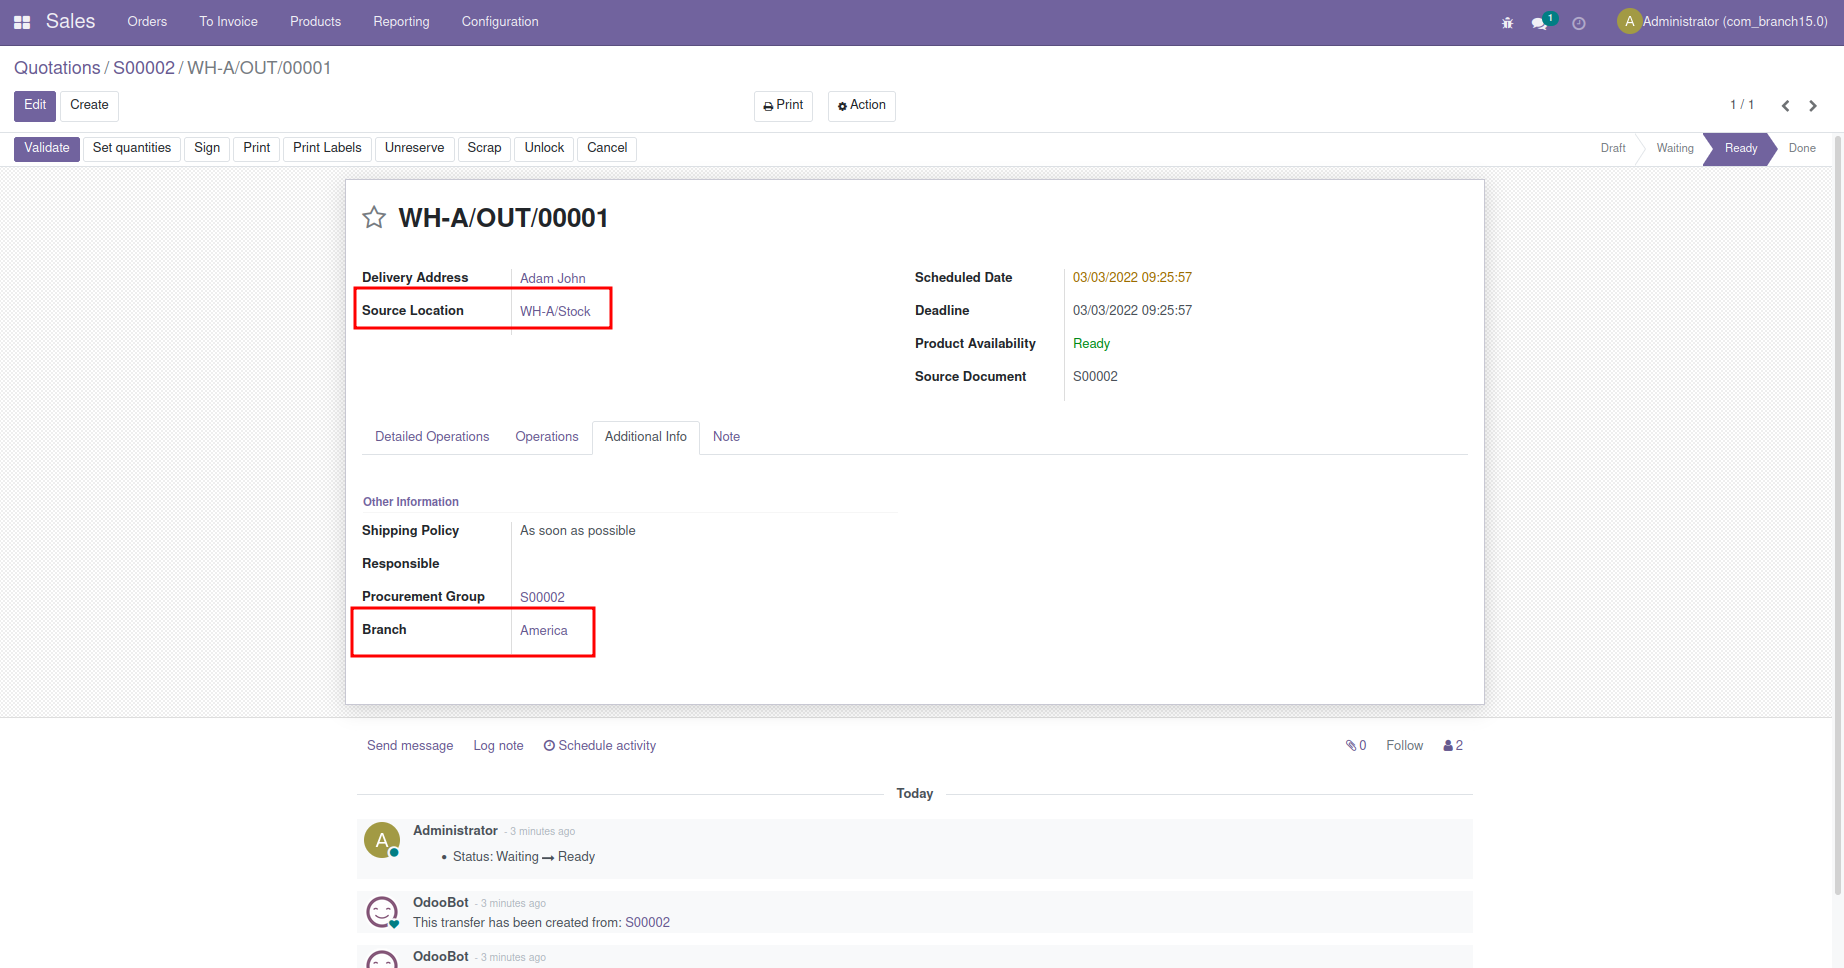 Sales Orders To Invoice Products Reporting Configuration 1 A Administrator (com_branch15.0)
Quotations / S00002 / WH-A/OUT/00001
Edit Create Print Action 1 / 1
Validate Set quantities Sign Print Print Labels Unreserve Scrap Unlock Cancel Draft Waiting Ready Done
WH-A/OUT/00001
Delivery Address Adam John Scheduled Date 03/03/2022 09:25:57
Source Location WH-A/Stock Deadline 03/03/2022 09:25:57
Product Availability Ready
Source Document S00002
Detailed Operations Operations Additional Info Note
Other Information
Shipping Policy As soon as possible
Responsible
Procurement Group S00002
Branch America
Send message Log note Schedule activity 0 Follow 2
Today
A Administrator - 3 minutes ago
• Status: Waiting → Ready
OdooBot - 3 minutes ago
This transfer has been created from: S00002
OdooBot - 3 minutes ago